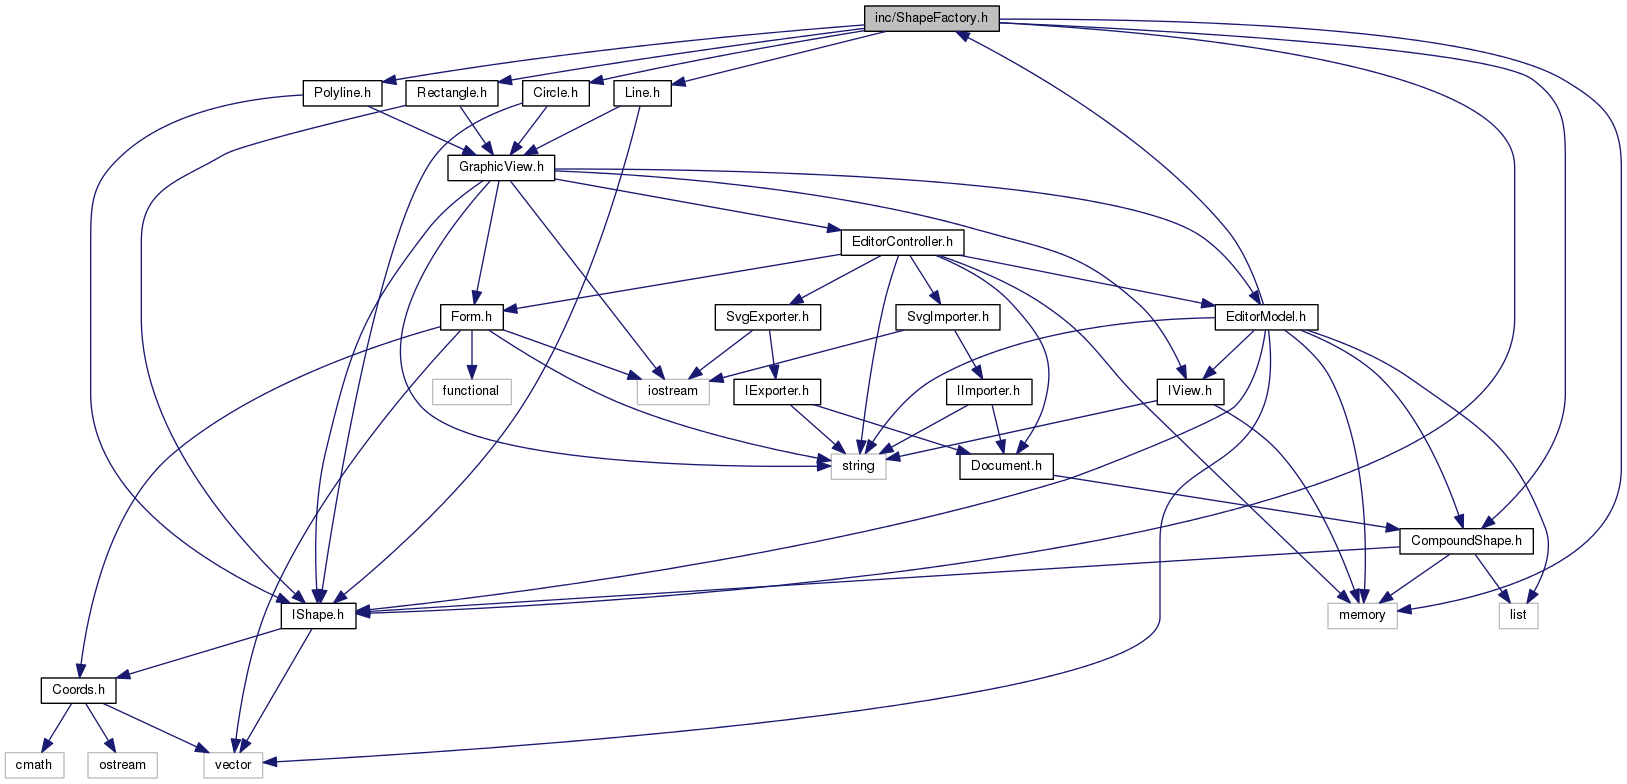 inc/ShapeFactory.h
Polyline.h
Rectangle.h
Circle.h
Line.h
GraphicView.h
EditorController.h
Form.h
SvgExporter.h
SvgImporter.h
EditorModel.h
functional
iostream
IExporter.h
IImporter.h
IView.h
string
Document.h
CompoundShape.h
IShape.h
memory
list
Coords.h
cmath
ostream
vector